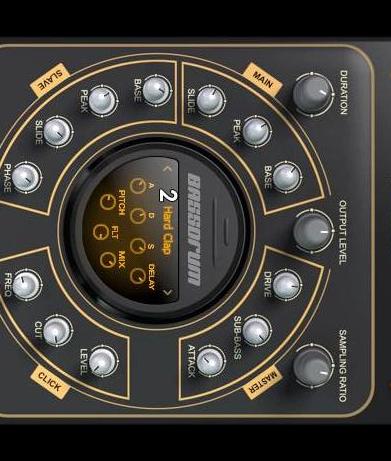 DURATION
OUTPUT LEVEL
SAMPLING RATIO
MAIN
SLIDE
PEAK
BASE
SLAVE
BASE
PEAK
SLIDE
PHASE
BASSDRUM
2 Hard Clap
A D S DELAY
PITCH FLT MIX
DRIVE
SUB-BASS
ATTACK
MASTER
FREQ
CUT
LEVEL
CLICK